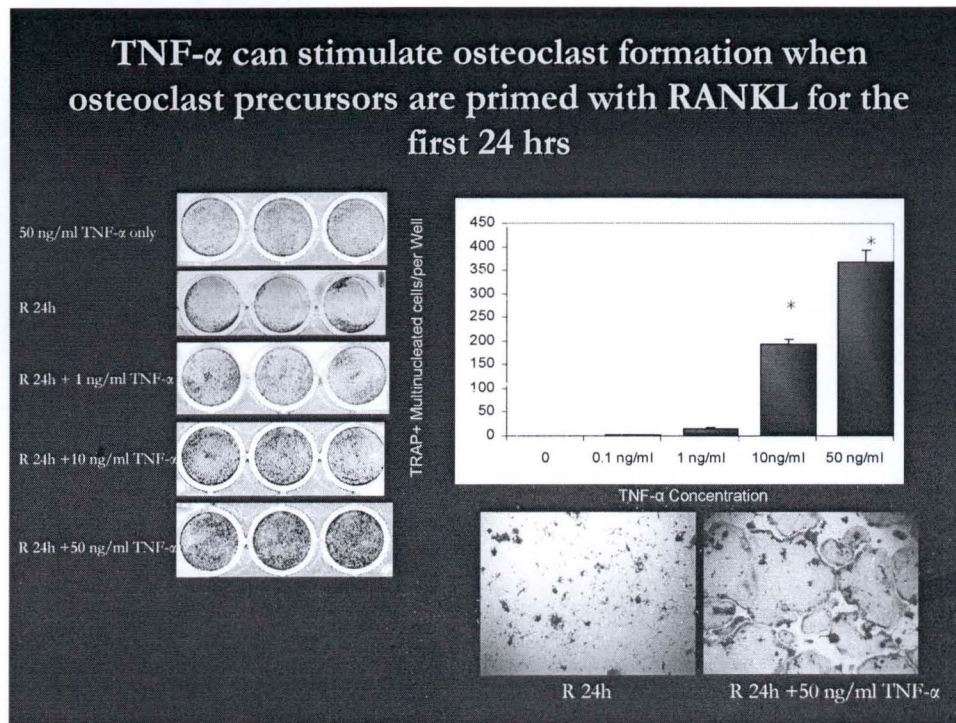 TNF-α can stimulate osteoclast formation when
osteoclast precursors are primed with RANKL for the
first 24 hrs
50 ng/ml TNF-α only
R 24h
R 24h + 1 ng/ml TNF-α
R 24h +10 ng/ml TNF-α
R 24h +50 ng/ml TNF-α
TRAP+ Multinucleated cells/per Well
450
400
350
300
250
200
150
100
50
0
*
*
0 0.1 ng/ml 1 ng/ml 10ng/ml 50 ng/ml
TNF-α Concentration
R 24h R 24h +50 ng/ml TNF-α